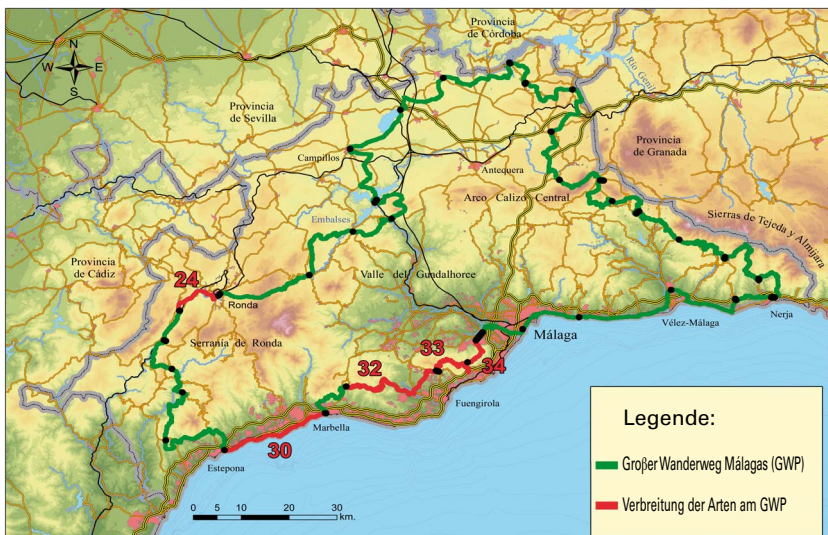 Provincia
de Córdoba
N
W E
S
Río Genil
Provincia
de Sevilla
Provincia
de Granada
Campillos
Antequera
Arco Calizo Central
Embalses
Sierras de Tejeda y Almijara
Provincia
de Cádiz
Valle del Guadalhorce
24
Ronda
Nerja
Vélez-Málaga
Málaga
Serranía de Ronda
33
32
34
Fuengirola
Marbella
30
Estepona
0 5 10 20 30
km.
Legende:
Großer Wanderweg Málagas (GWP)
Verbreitung der Arten am GWP